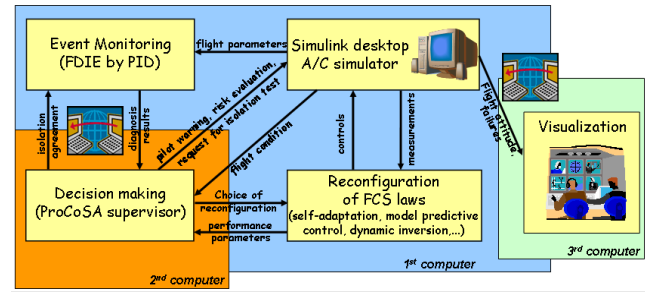 Event Monitoring
(FDIE by PID)
flight parameters
Simulink desktop
A/C simulator
pilot warning, risk evaluation,
request for isolation test
flight condition
isolation
agreement
diagnosis
results
controls
measurements
Flight attitude,
failures
Visualization
Decision making
(ProCoSA supervisor)
Choice of
reconfiguration
performance
parameters
Reconfiguration
of FCS laws
(self-adaptation, model predictive
control, dynamic inversion,...)
3rd computer
1st computer
2nd computer